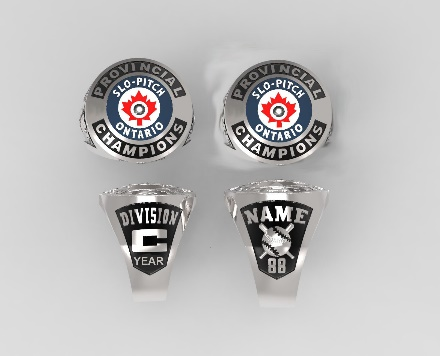 PROVINCIAL
SLO-PITCH
ONTARIO
CHAMPIONS
PROVINCIAL
SLO-PITCH
ONTARIO
CHAMPIONS
DIVISION
C
YEAR
NAME
88